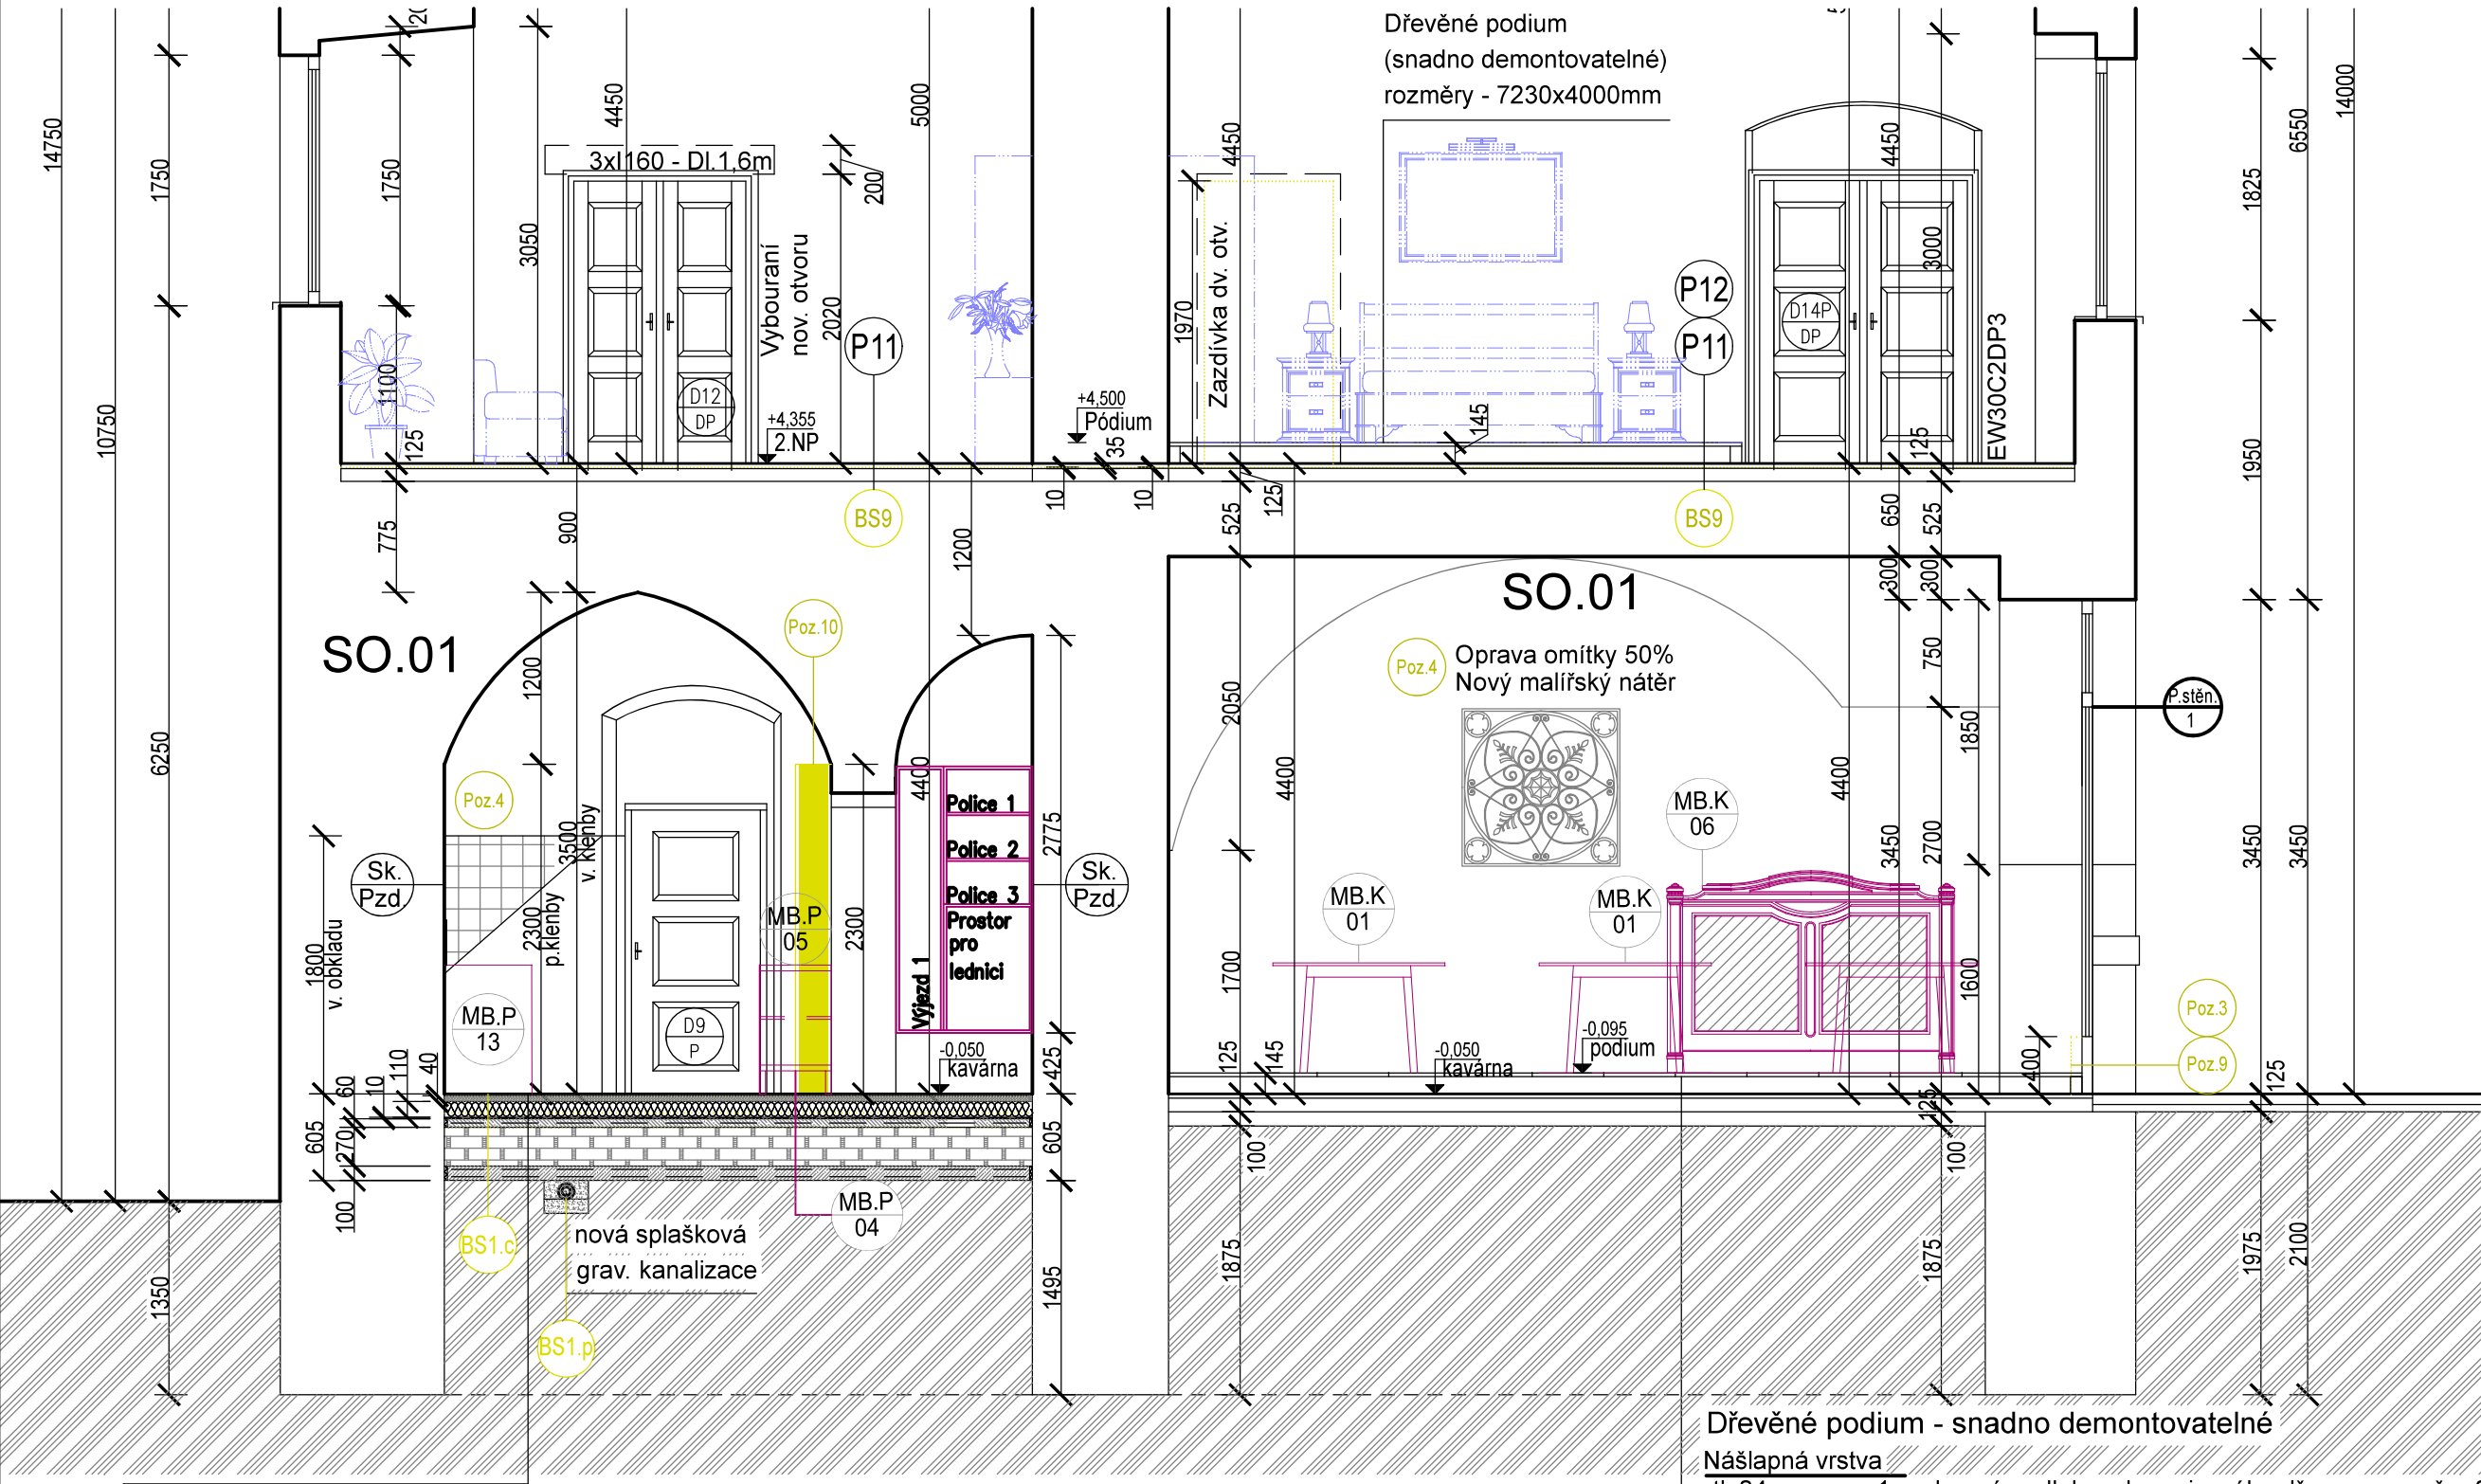 Dřevěné podium
(snadno demontovatelné)
rozměry - 7230x4000mm
14750
10750
1750
1750
6250
1350
3050
4450
3xI160 - Dl.1,6m
200
2020
Vybouraní
nov. otvoru
5000
P11
BS9
D12
DP
+4,355
2.NP
1100
125
775
900
1200
+4,500
Pódium
35
10
10
4450
1970
Zazdívka dv. otv.
145
P12
P11
BS9
D14P
DP
4450
3000
125
EW30C2DP3
1825
1950
6550
14000
125
525
650
525
300
300
SO.01
SO.01
Poz.10
Poz.4
Oprava omítky 50%
Nový malířský nátěr
1200
Poz.4
3500
v. klenby
2300
p.klenby
Sk.
Pzd.
1800
v. obkladu
MB.P
13
MB.P
05
2300
D9
P
4400
Police 1
Police 2
Police 3
Prostor
pro
lednici
Výjezd 1
2775
Sk.
Pzd.
-0,050
kavárna
425
2050
1700
4400
4400
3450
750
2700
1850
1600
MB.K
06
MB.K
01
MB.K
01
-0,095
podium
-0,050
kavárna
125
145
P.stěn.
1
3450
3450
Poz.3
Poz.9
400
125
60
10
110
40
605
270
100
605
1495
BS1.c
BS1.p
nová splašková
grav. kanalizace
MB.P
04
100
1875
125
100
1875
1975
2100
Dřevěné podium - snadno demontovatelné
Nášlapná vrstva